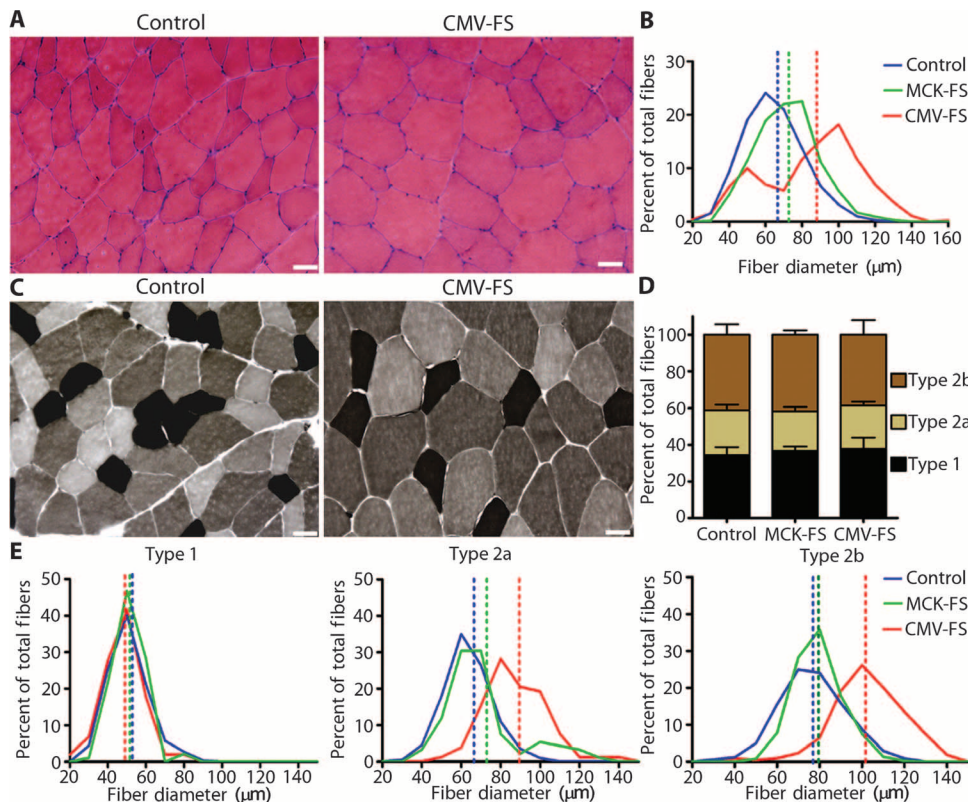 A
Control
CMV-FS
B
Percent of total fibers
30
20
10
0
20 40 60 80 100 120 140 160
Fiber diameter (μm)
Control
MCK-FS
CMV-FS
C
Control
CMV-FS
D
Percent of total fibers
100
80
60
40
20
0
Control MCK-FS CMV-FS
Type 2b
Type 2a
Type 1
E
Type 1
Percent of total fibers
50
40
30
20
10
0
20 40 60 80 100 120 140
Fiber diameter (μm)
Type 2a
Percent of total fibers
50
40
30
20
10
0
20 40 60 80 100 120 140
Fiber diameter (μm)
Type 2b
Percent of total fibers
50
40
30
20
10
0
20 40 60 80 100 120 140
Fiber diameter (μm)
Control
MCK-FS
CMV-FS